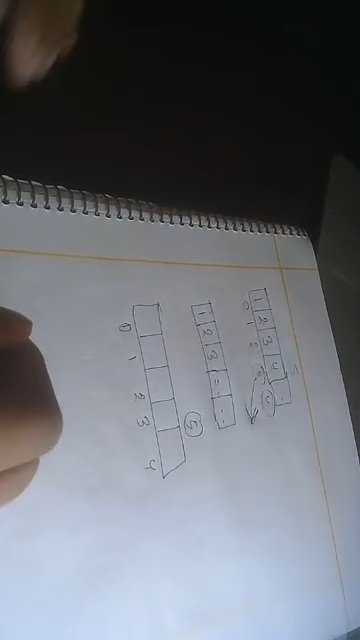 1 2 3 4 .
0 1 2
1 2 3 - .
5
0 1 2 3 4